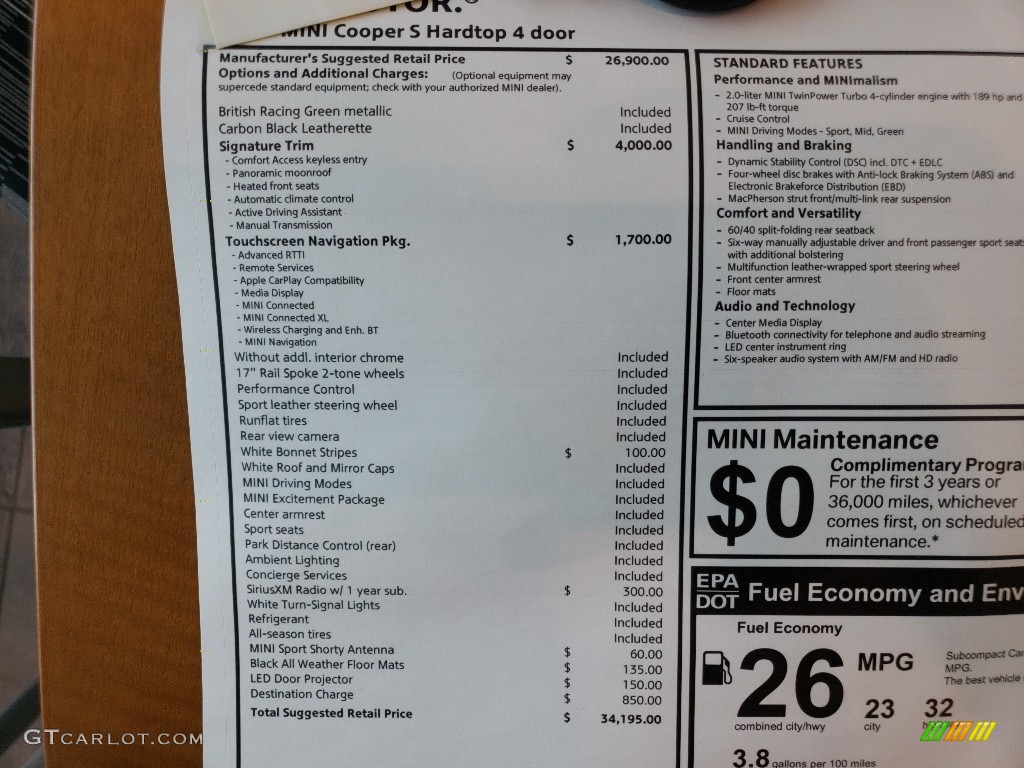 MINI Cooper S Hardtop 4 door
Manufacturer's Suggested Retail Price $ 26,900.00
Options and Additional Charges: (Optional equipment may
supercede standard equipment; check with your authorized MINI dealer).
British Racing Green metallic Included
Carbon Black Leatherette Included
Signature Trim $ 4,000.00
- Comfort Access keyless entry
- Panoramic moonroof
- Heated front seats
- Automatic climate control
- Active Driving Assistant
- Manual Transmission
Touchscreen Navigation Pkg. $ 1,700.00
- Advanced RTTI
- Remote Services
- Apple CarPlay Compatibility
- Media Display
- MINI Connected
- MINI Connected XL
- Wireless Charging and Enh. BT
- MINI Navigation
Without addl. interior chrome Included
17" Rail Spoke 2-tone wheels Included
Performance Control Included
Sport leather steering wheel Included
Runflat tires Included
Rear view camera Included
White Bonnet Stripes $ 100.00
White Roof and Mirror Caps Included
MINI Driving Modes Included
MINI Excitement Package Included
Center armrest Included
Sport seats Included
Park Distance Control (rear) Included
Ambient Lighting Included
Concierge Services Included
SiriusXM Radio w/ 1 year sub. $ 300.00
White Turn-Signal Lights Included
Refrigerant Included
All-season tires Included
MINI Sport Shorty Antenna $ 60.00
Black All Weather Floor Mats $ 135.00
LED Door Projector $ 150.00
Destination Charge $ 850.00
Total Suggested Retail Price $ 34,195.00
STANDARD FEATURES
Performance and MINImalism
- 2.0-liter MINI TwinPower Turbo 4-cylinder engine with 189 hp and
207 lb-ft torque
- Cruise Control
- MINI Driving Modes - Sport, Mid, Green
Handling and Braking
- Dynamic Stability Control (DSC) incl. DTC + EDLC
- Four-wheel disc brakes with Anti-lock Braking System (ABS) and
Electronic Brakeforce Distribution (EBD)
- MacPherson strut front/multi-link rear suspension
Comfort and Versatility
- 60/40 split-folding rear seatback
- Six-way manually adjustable driver and front passenger sport seats
with additional bolstering
- Multifunction leather-wrapped sport steering wheel
- Front center armrest
- Floor mats
Audio and Technology
- Center Media Display
- Bluetooth connectivity for telephone and audio streaming
- LED center instrument ring
- Six-speaker audio system with AM/FM and HD radio
MINI Maintenance
$0
Complimentary Progra
For the first 3 years or
36,000 miles, whichever
comes first, on scheduled
maintenance.*
EPA
DOT
Fuel Economy and Env
Fuel Economy
26 MPG
combined city/hwy
23
city
32
Subcompact Car
MPG.
The best vehicle
3.8 gallons per 100 miles
GTCARLOT.COM